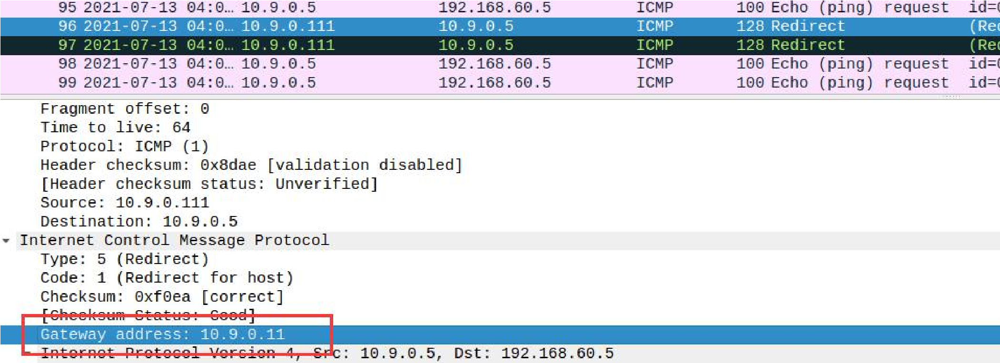 95 2021-07-13 04:0… 10.9.0.5 192.168.60.5 ICMP 100 Echo (ping) request id=
96 2021-07-13 04:0… 10.9.0.111 10.9.0.5 ICMP 128 Redirect (Red
97 2021-07-13 04:0… 10.9.0.111 10.9.0.5 ICMP 128 Redirect (Red
98 2021-07-13 04:0… 10.9.0.5 192.168.60.5 ICMP 100 Echo (ping) request id=
99 2021-07-13 04:0… 10.9.0.5 192.168.60.5 ICMP 100 Echo (ping) request id=
Fragment offset: 0
Time to live: 64
Protocol: ICMP (1)
Header checksum: 0x8dae [validation disabled]
[Header checksum status: Unverified]
Source: 10.9.0.111
Destination: 10.9.0.5
Internet Control Message Protocol
Type: 5 (Redirect)
Code: 1 (Redirect for host)
Checksum: 0xf0ea [correct]
[Checksum Status: Good]
Gateway address: 10.9.0.11
Internet Protocol Version 4, Src: 10.9.0.5, Dst: 192.168.60.5